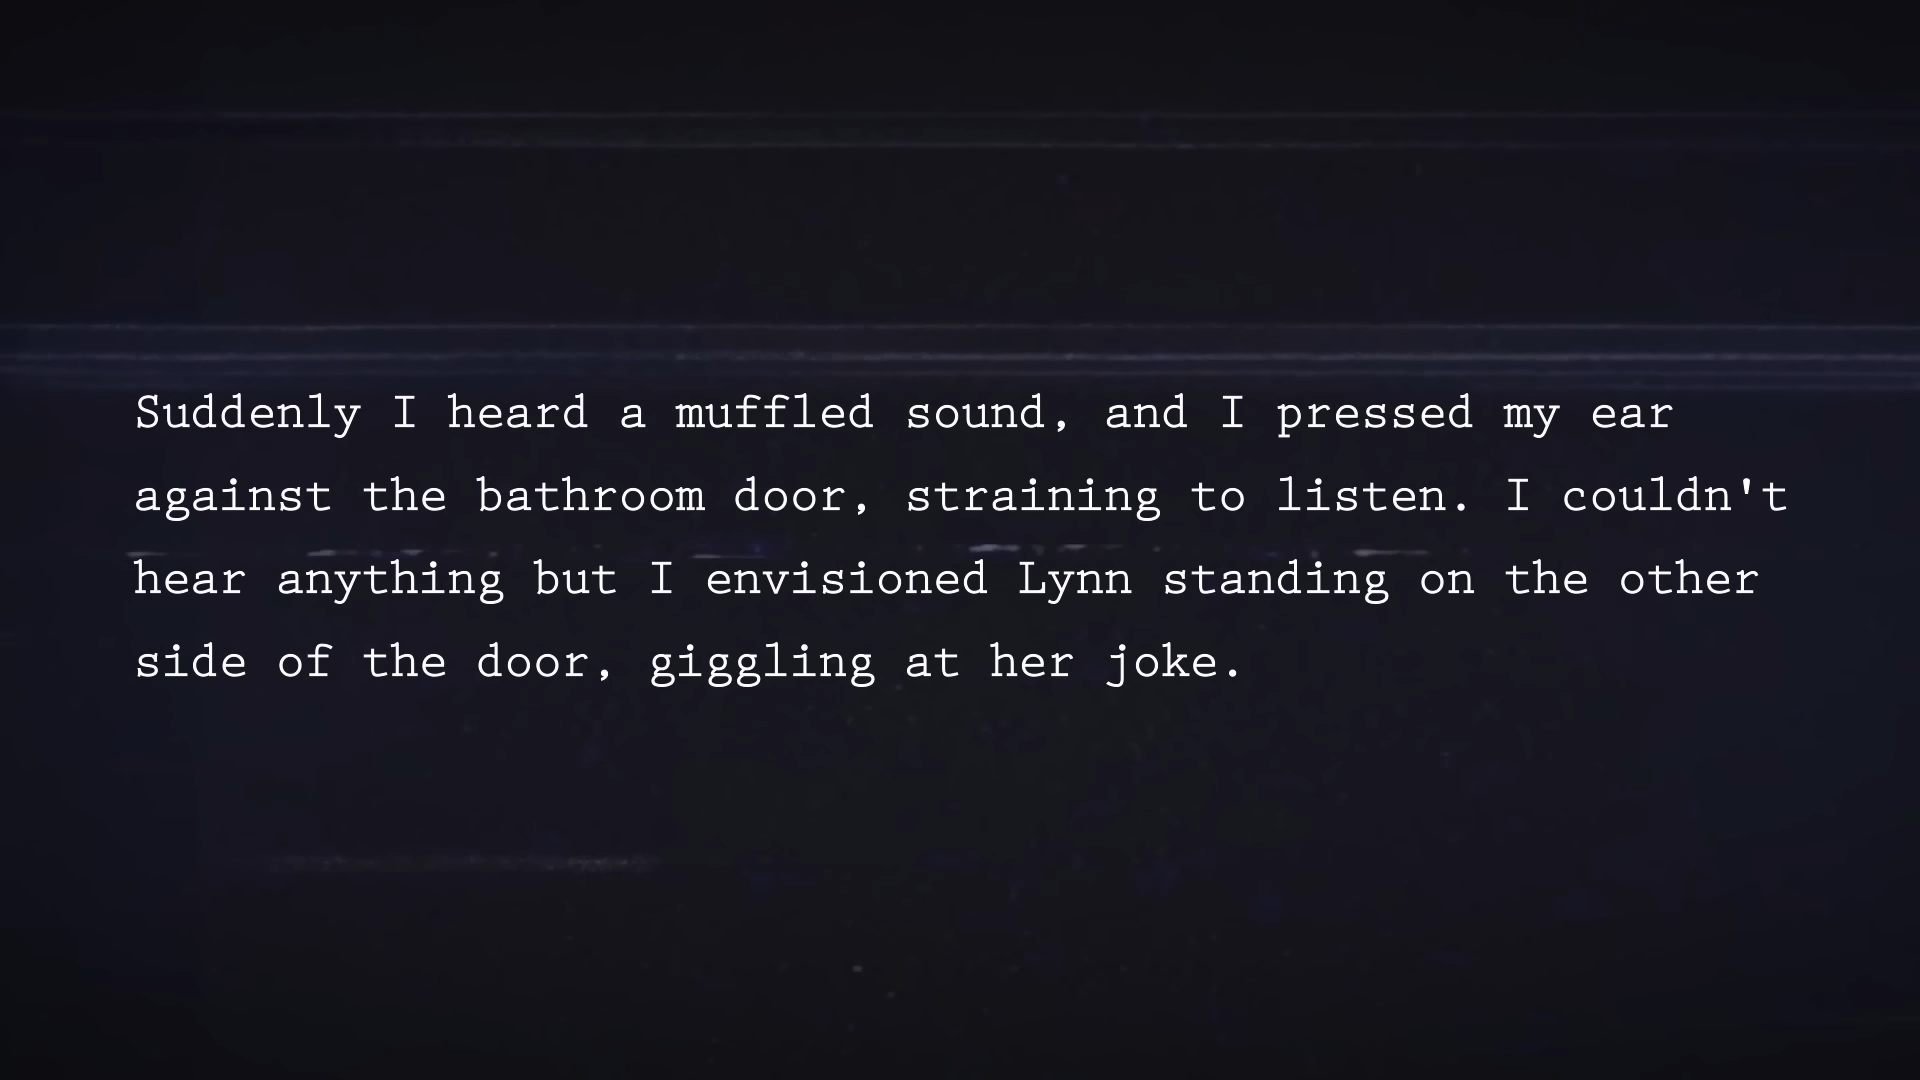 Suddenly I heard a muffled sound, and I pressed my ear
against the bathroom door, straining to listen. I couldn't
hear anything but I envisioned Lynn standing on the other
side of the door, giggling at her joke.